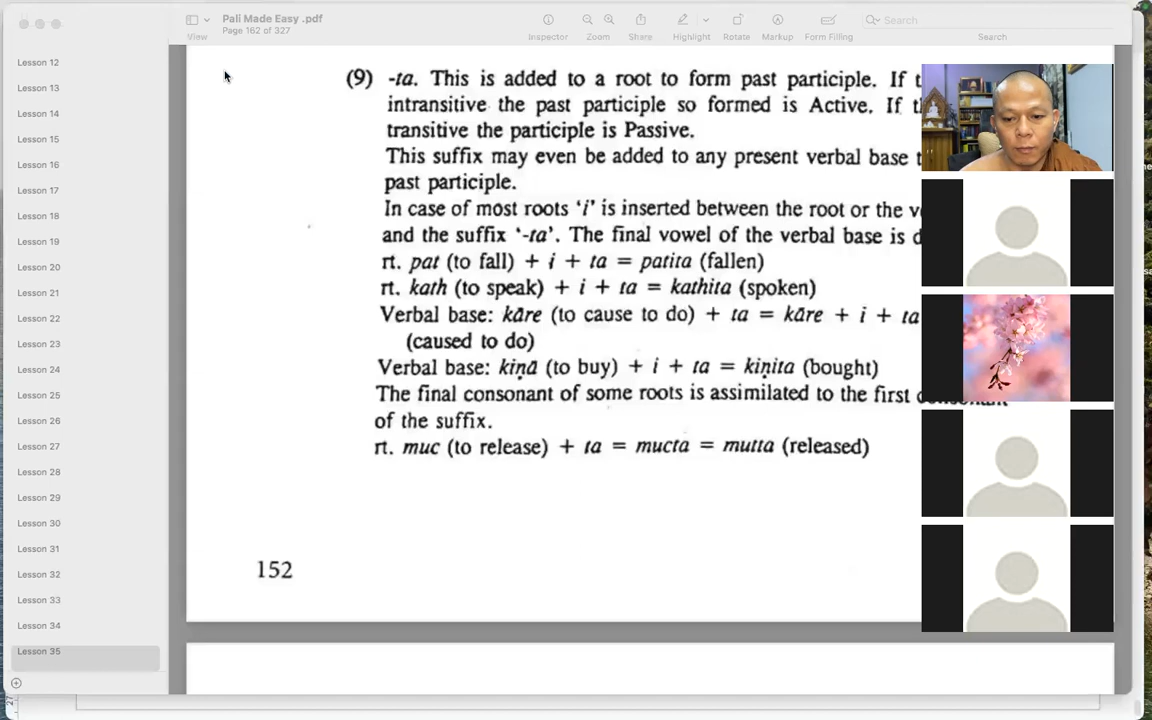 Pali Made Easy .pdf
Page 162 of 327
View
Inspector
Zoom
Share
Highlight
Rotate
Markup
Form Filling
Search
Search
Lesson 12
Lesson 13
Lesson 14
Lesson 15
Lesson 16
Lesson 17
Lesson 18
Lesson 19
Lesson 20
Lesson 21
Lesson 22
Lesson 23
Lesson 24
Lesson 25
Lesson 26
Lesson 27
Lesson 28
Lesson 29
Lesson 30
Lesson 31
Lesson 32
Lesson 33
Lesson 34
Lesson 35
(9) -ta. This is added to a root to form past participle. If
intransitive the past participle so formed is Active. If
transitive the participle is Passive.
This suffix may even be added to any present verbal base
past participle.
In case of most roots 'i' is inserted between the root or the
and the suffix '-ta'. The final vowel of the verbal base is
rt. pat (to fall) + i + ta = patita (fallen)
rt. kath (to speak) + i + ta = kathita (spoken)
Verbal base: kāre (to cause to do) + ta = kāre + i + ta
(caused to do)
Verbal base: kiṇā (to buy) + i + ta = kiṇita (bought)
The final consonant of some roots is assimilated to the first
of the suffix.
rt. muc (to release) + ta = mucta = mutta (released)
152